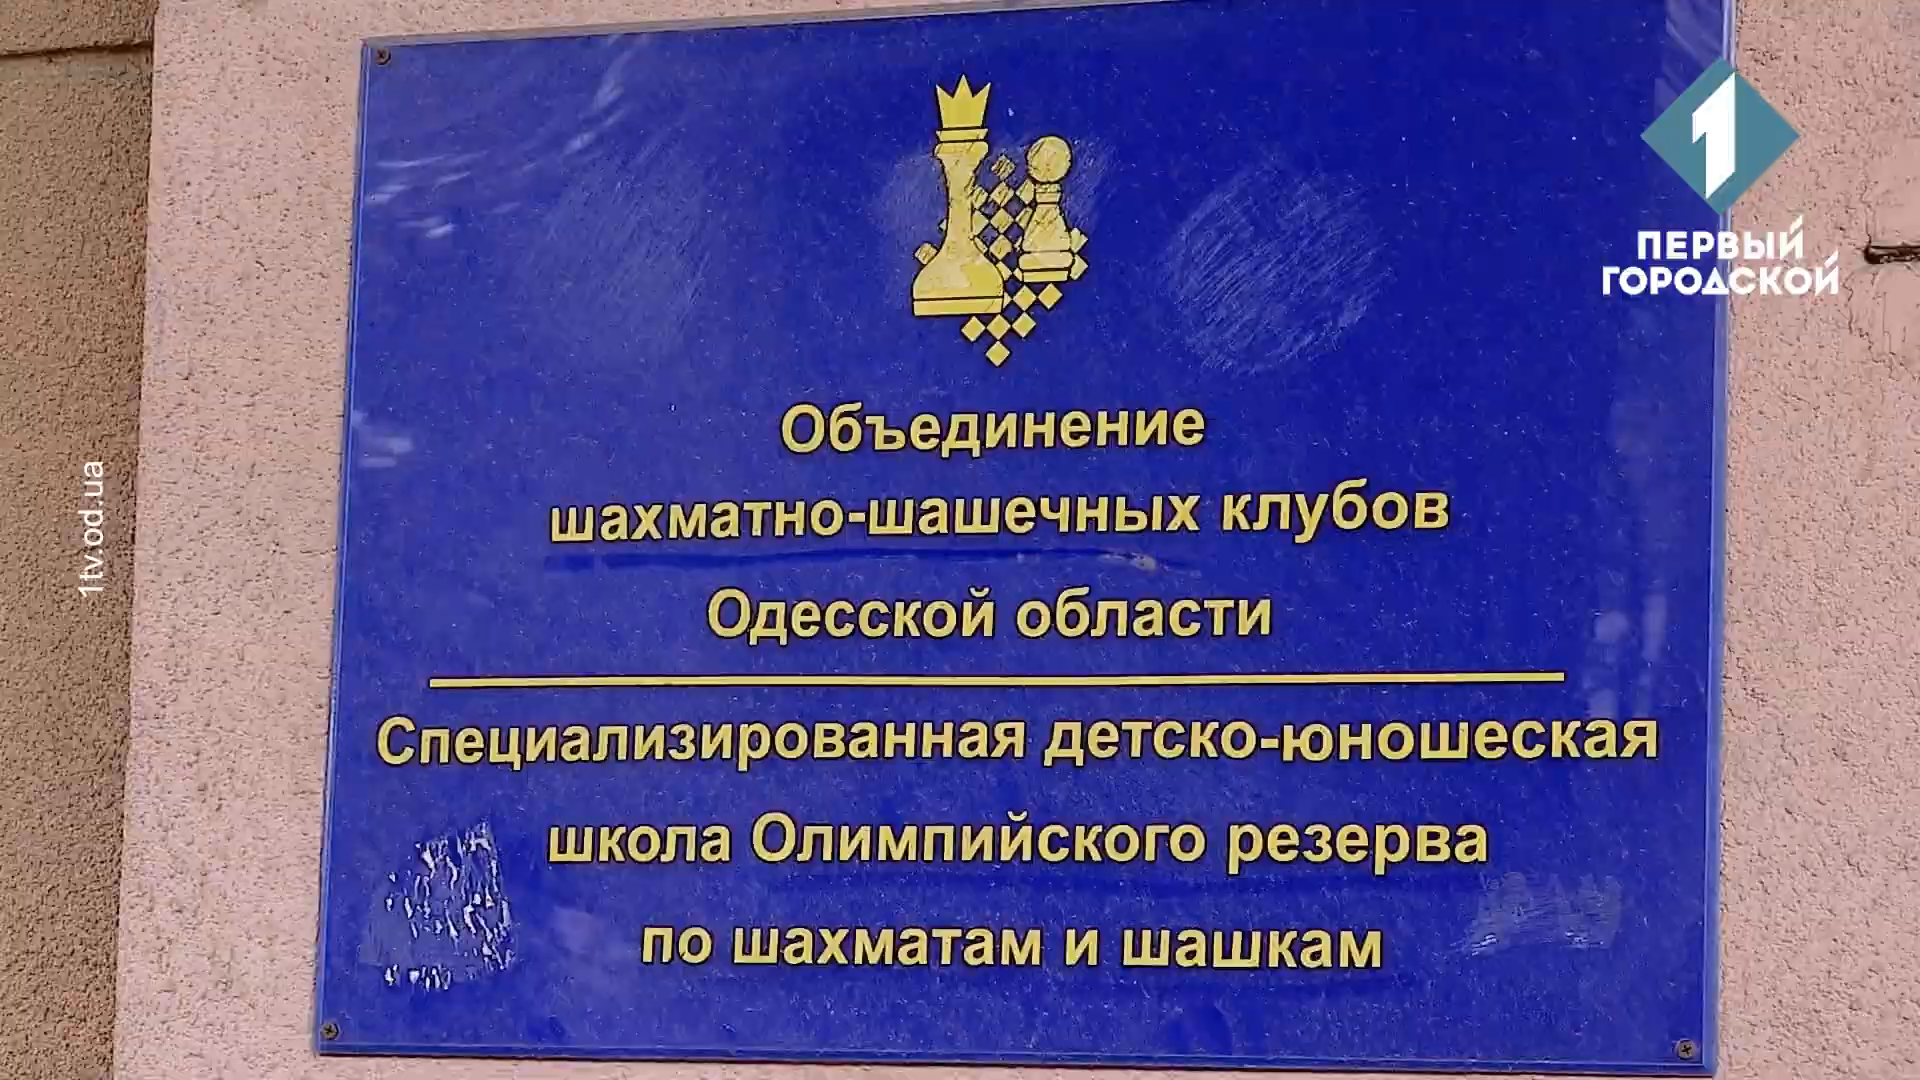 1
ПЕРВЫЙ
ГОРОДСКОЙ
1tv.od.ua
Объединение
шахматно-шашечных клубов
Одесской области
Специализированная детско-юношеская
школа Олимпийского резерва
по шахматам и шашкам